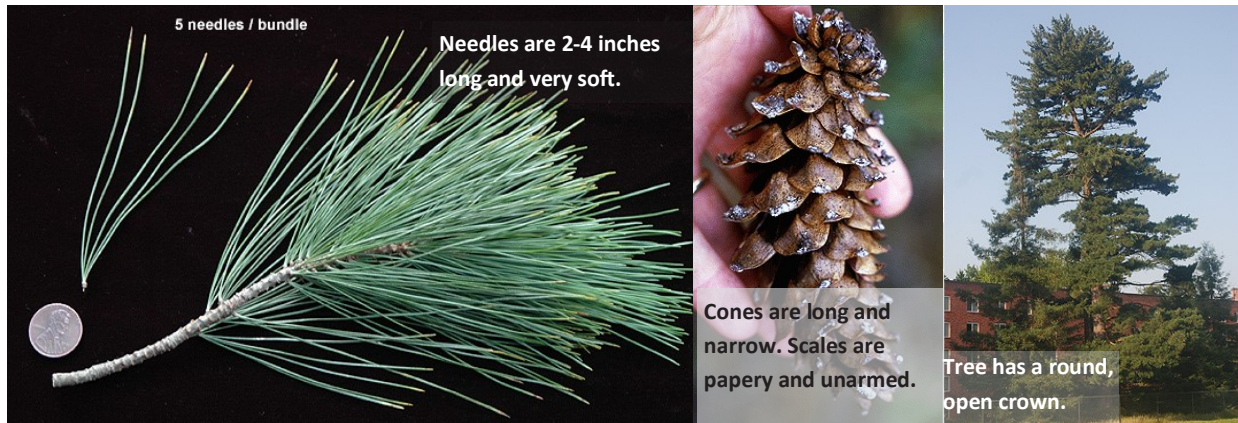 5 needles / bundle
Needles are 2-4 inches
long and very soft.
Cones are long and
narrow. Scales are
papery and unarmed.
Tree has a round,
open crown.